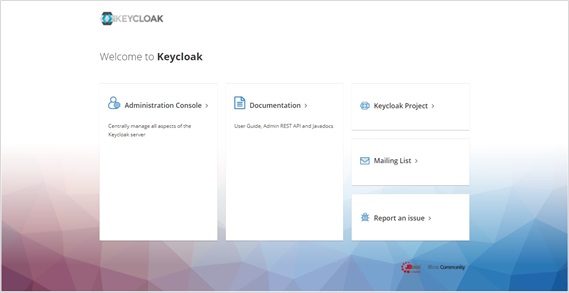 KEYCLOAK
Welcome to Keycloak
Administration Console
Centrally manage all aspects of the
Keycloak server
Documentation
User Guide, Admin REST API and Javadocs
Keycloak Project
Mailing List
Report an issue
JBoss Community